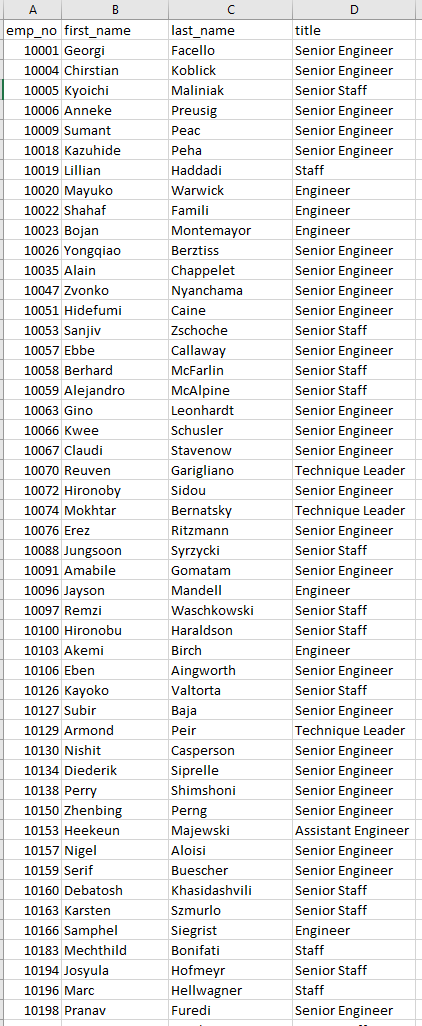 A B C D
emp_no first_name last_name title
10001 Georgi Facello Senior Engineer
10004 Chirstian Koblick Senior Engineer
10005 Kyoichi Maliniak Senior Staff
10006 Anneke Preusig Senior Engineer
10009 Sumant Peac Senior Engineer
10018 Kazuhide Peha Senior Engineer
10019 Lillian Haddadi Staff
10020 Mayuko Warwick Engineer
10022 Shahaf Famili Engineer
10023 Bojan Montemayor Engineer
10026 Yongqiao Berztiss Senior Engineer
10035 Alain Chappelet Senior Engineer
10047 Zvonko Nyanchama Senior Engineer
10051 Hidefumi Caine Senior Engineer
10053 Sanjiv Zschoche Senior Staff
10057 Ebbe Callaway Senior Engineer
10058 Berhard McFarlin Senior Staff
10059 Alejandro McAlpine Senior Staff
10063 Gino Leonhardt Senior Engineer
10066 Kwee Schusler Senior Engineer
10067 Claudi Stavenow Senior Engineer
10070 Reuven Garigliano Technique Leader
10072 Hironoby Sidou Senior Engineer
10074 Mokhtar Bernatsky Technique Leader
10076 Erez Ritzmann Senior Engineer
10088 Jungsoon Syrzycki Senior Staff
10091 Amabile Gomatam Senior Engineer
10096 Jayson Mandell Engineer
10097 Remzi Waschkowski Senior Staff
10100 Hironobu Haraldson Senior Staff
10103 Akemi Birch Engineer
10106 Eben Aingworth Senior Engineer
10126 Kayoko Valtorta Senior Staff
10127 Subir Baja Senior Engineer
10129 Armond Peir Technique Leader
10130 Nishit Casperson Senior Engineer
10134 Diederik Siprelle Senior Engineer
10138 Perry Shimshoni Senior Engineer
10150 Zhenbing Perng Senior Engineer
10153 Heekeun Majewski Assistant Engineer
10157 Nigel Aloisi Senior Engineer
10159 Serif Buescher Senior Engineer
10160 Debatosh Khasidashvili Senior Staff
10163 Karsten Szmurlo Senior Staff
10166 Samphel Siegrist Engineer
10183 Mechthild Bonifati Staff
10194 Josyula Hofmeyr Senior Staff
10196 Marc Hellwagner Staff
10198 Pranav Furedi Senior Engineer